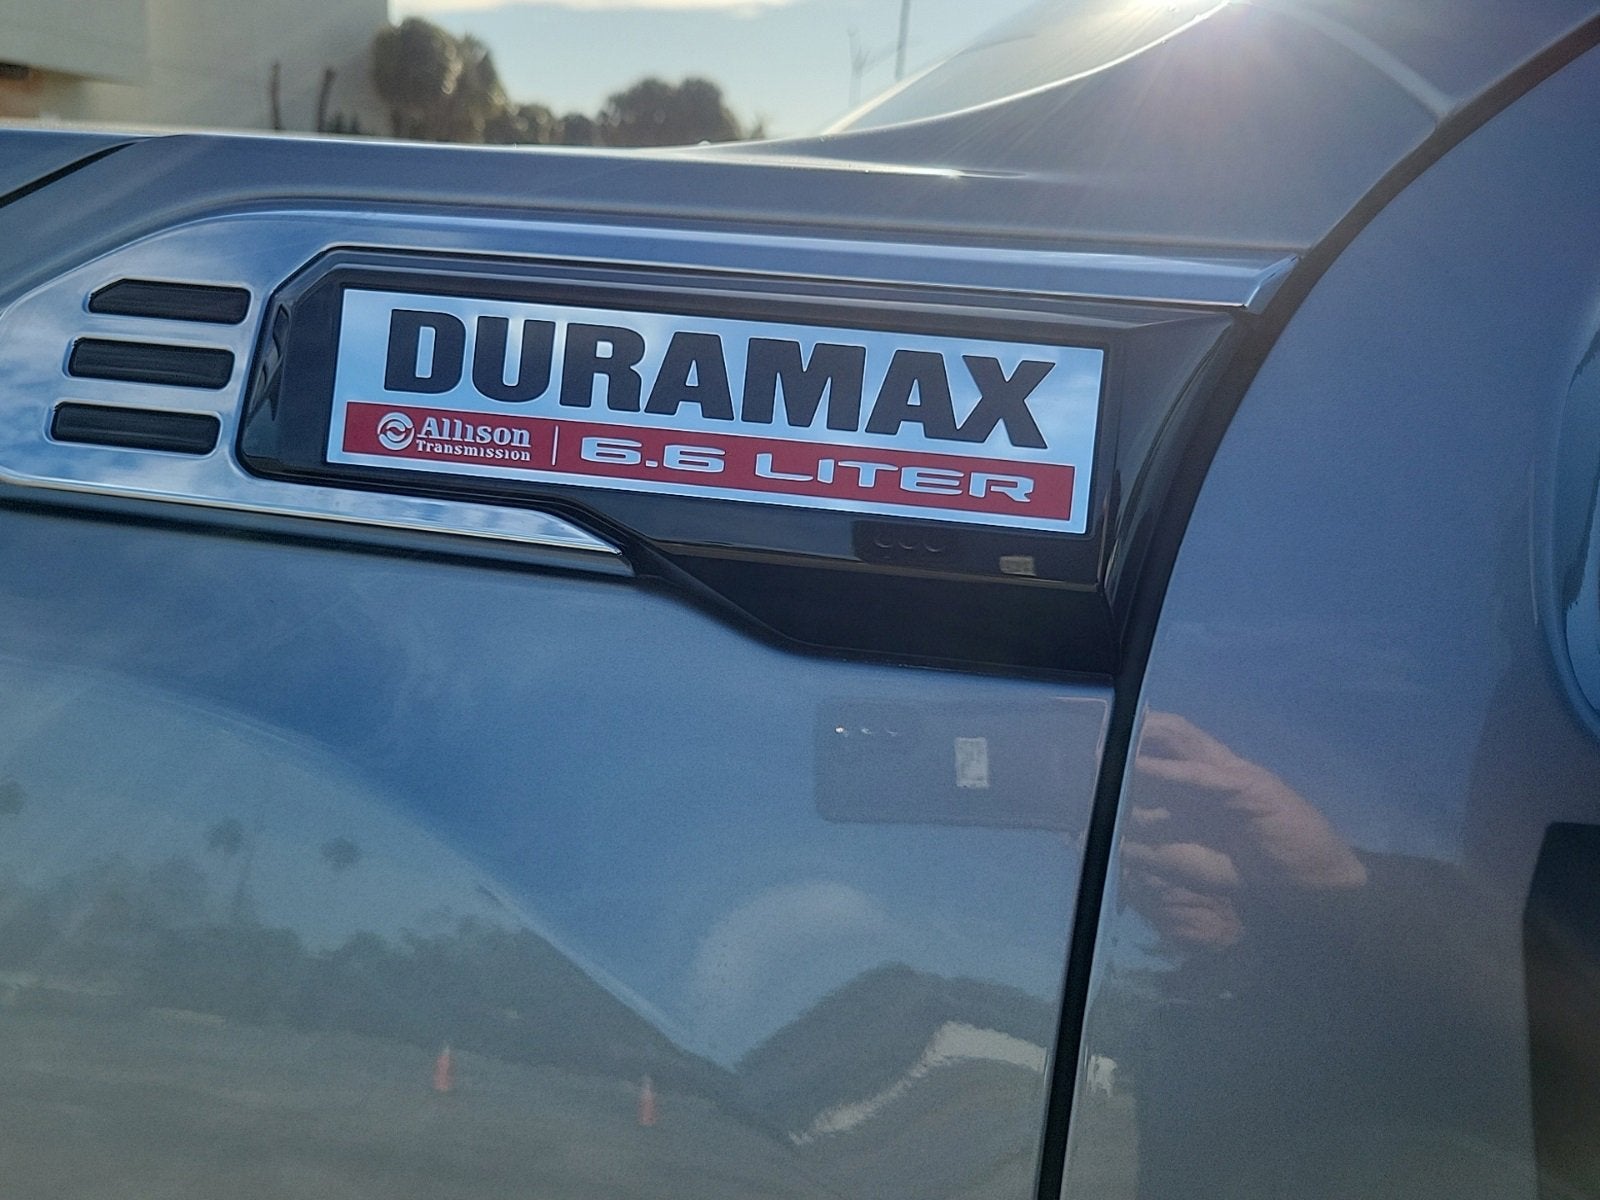 DURAMAX
Allison
Transmission
6.6 LITER